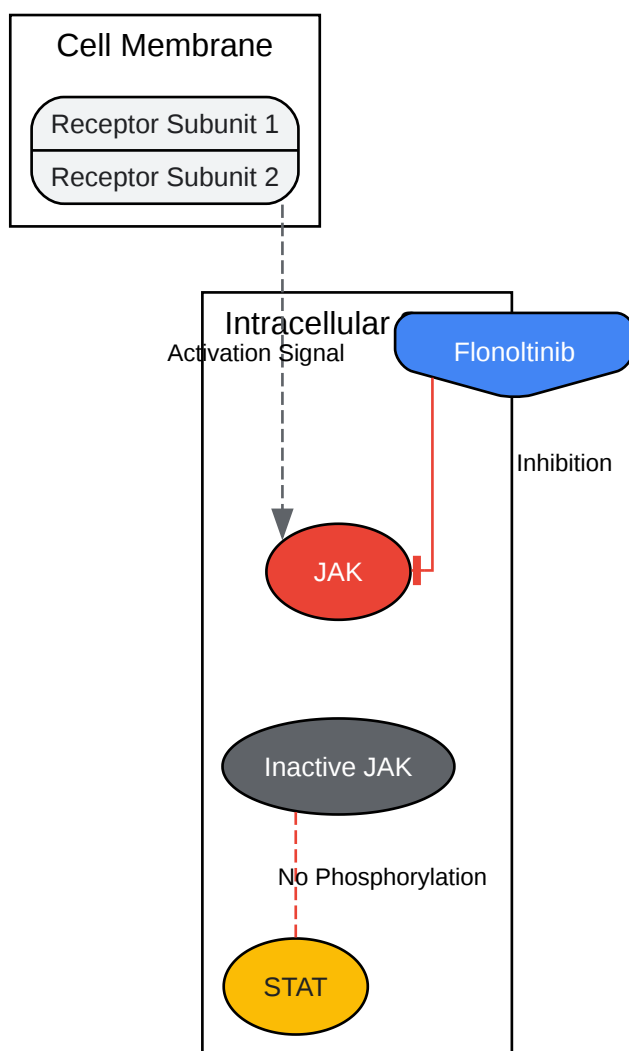 Cell Membrane
Receptor Subunit 1
Receptor Subunit 2
Intracellular
Flonoltinib
Activation Signal
Inhibition
JAK
Inactive JAK
No Phosphorylation
STAT